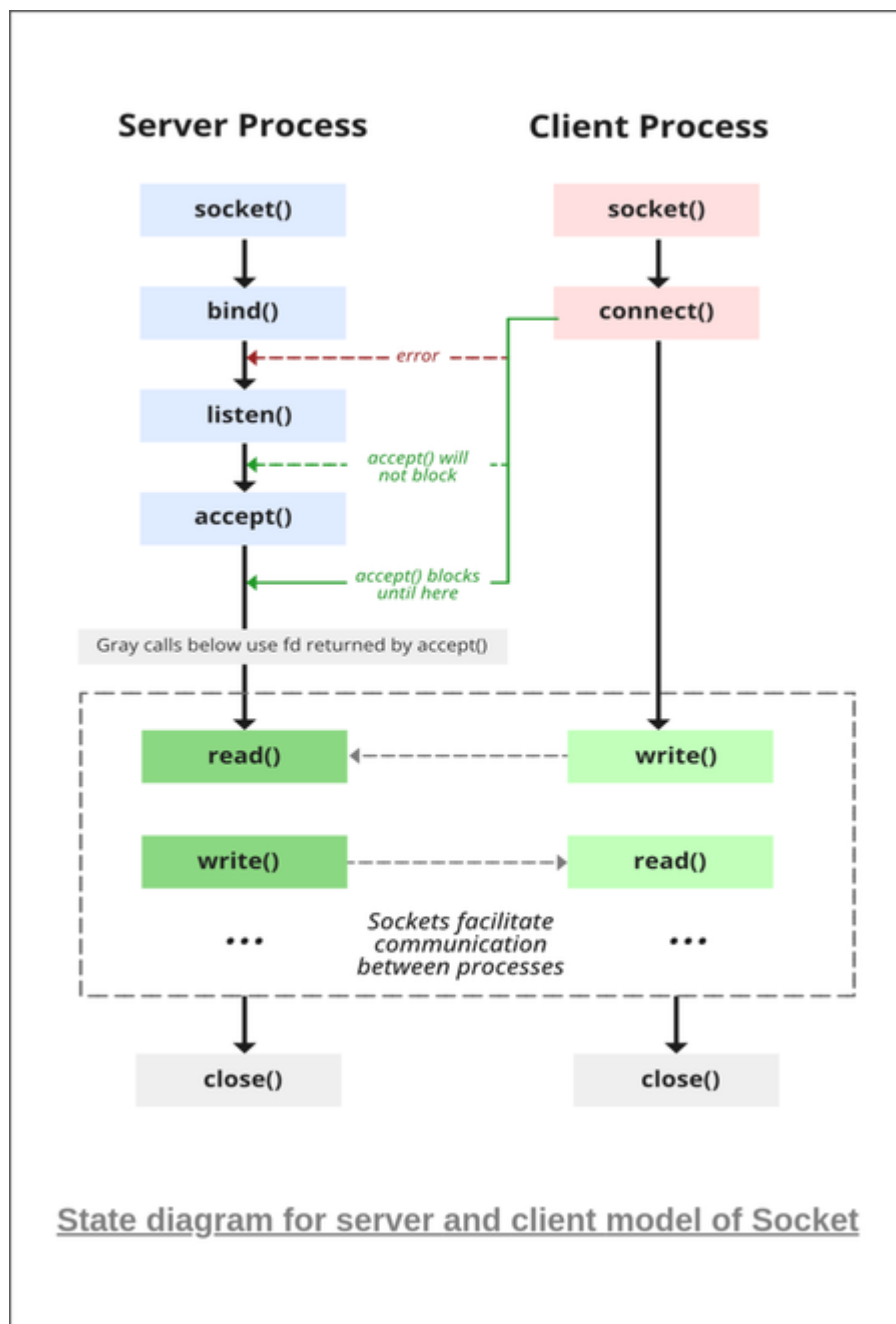 Server Process
Client Process
socket()
socket()
bind()
connect()
error
listen()
accept() will
not block
accept()
accept() blocks
until here
Gray calls below use fd returned by accept()
read()
write()
write()
read()
...
Sockets facilitate
communication
between processes
...
close()
close()
State diagram for server and client model of Socket